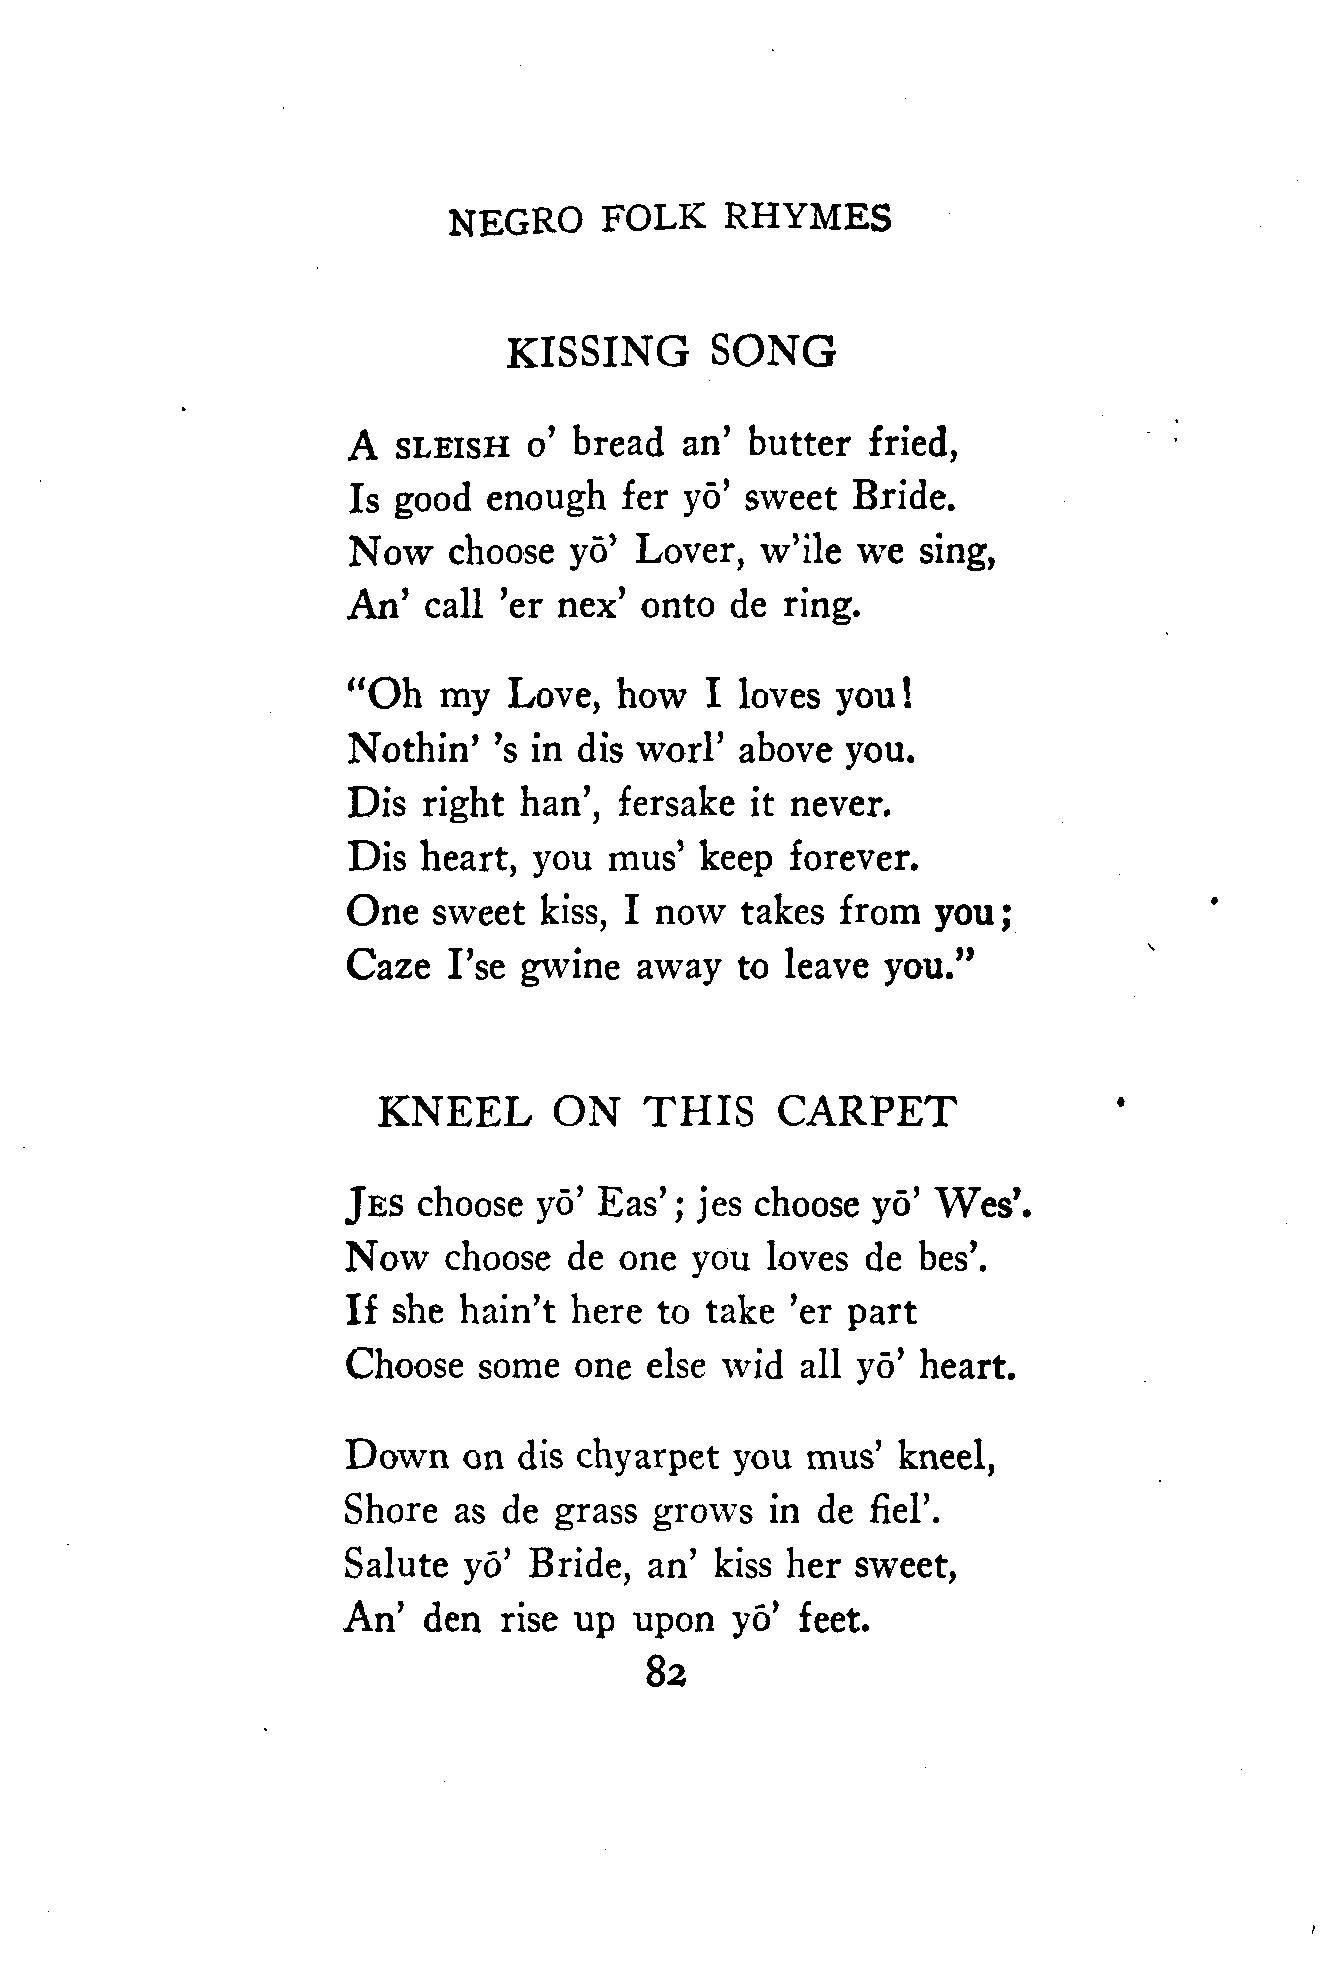 NEGRO FOLK RHYMES
KISSING SONG
A SLEISH o' bread an' butter fried,
Is good enough fer yō' sweet Bride.
Now choose yō' Lover, w'ile we sing,
An' call 'er nex' onto de ring.
"Oh my Love, how I loves you!
Nothin' 's in dis worl' above you.
Dis right han', fersake it never.
Dis heart, you mus' keep forever.
One sweet kiss, I now takes from you;
Caze I'se gwine away to leave you."
KNEEL ON THIS CARPET
JES choose yō' Eas'; jes choose yō' Wes'.
Now choose de one you loves de bes'.
If she hain't here to take 'er part
Choose some one else wid all yō' heart.
Down on dis chyarpet you mus' kneel,
Shore as de grass grows in de fiel'.
Salute yō' Bride, an' kiss her sweet,
An' den rise up upon yō' feet.
82